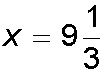 x = 9 1/3